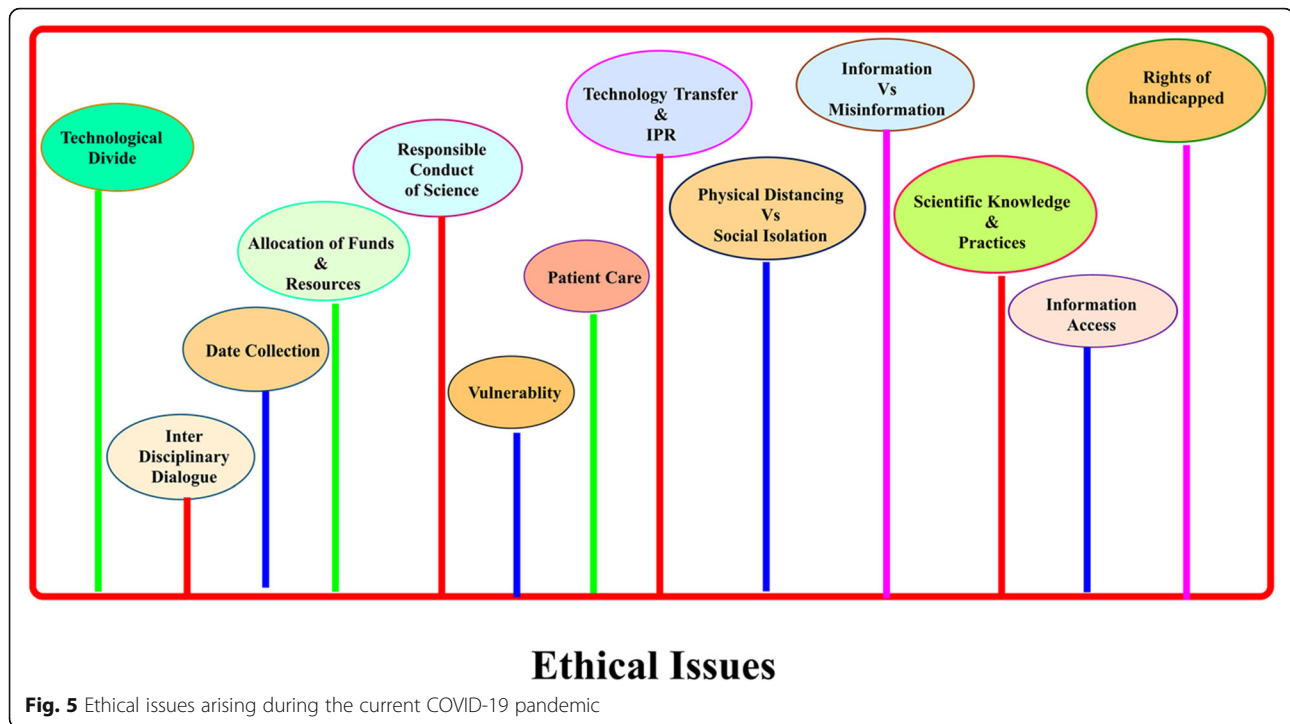 Technological
Divide
Inter
Disciplinary
Dialogue
Date Collection
Allocation of Funds
&
Resources
Responsible
Conduct
of Science
Vulnerablity
Patient Care
Technology Transfer
&
IPR
Physical Distancing
Vs
Social Isolation
Information
Vs
Misinformation
Scientific Knowledge
&
Practices
Information
Access
Rights of
handicapped
Ethical Issues
Fig. 5 Ethical issues arising during the current COVID-19 pandemic